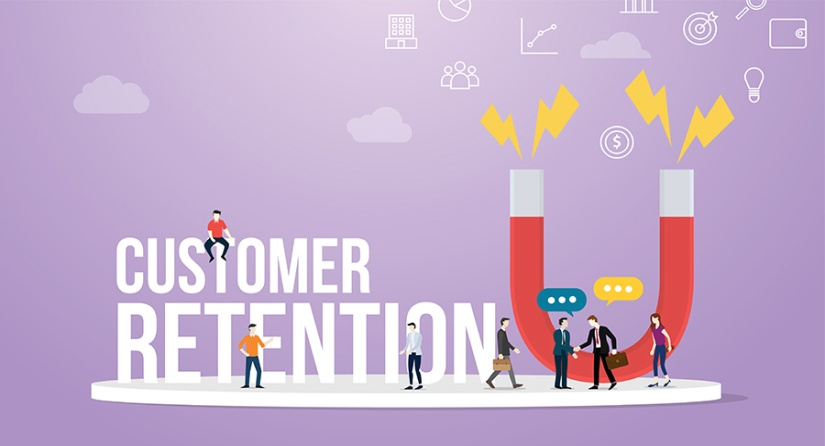 CUSTOMER
RETENTION
$